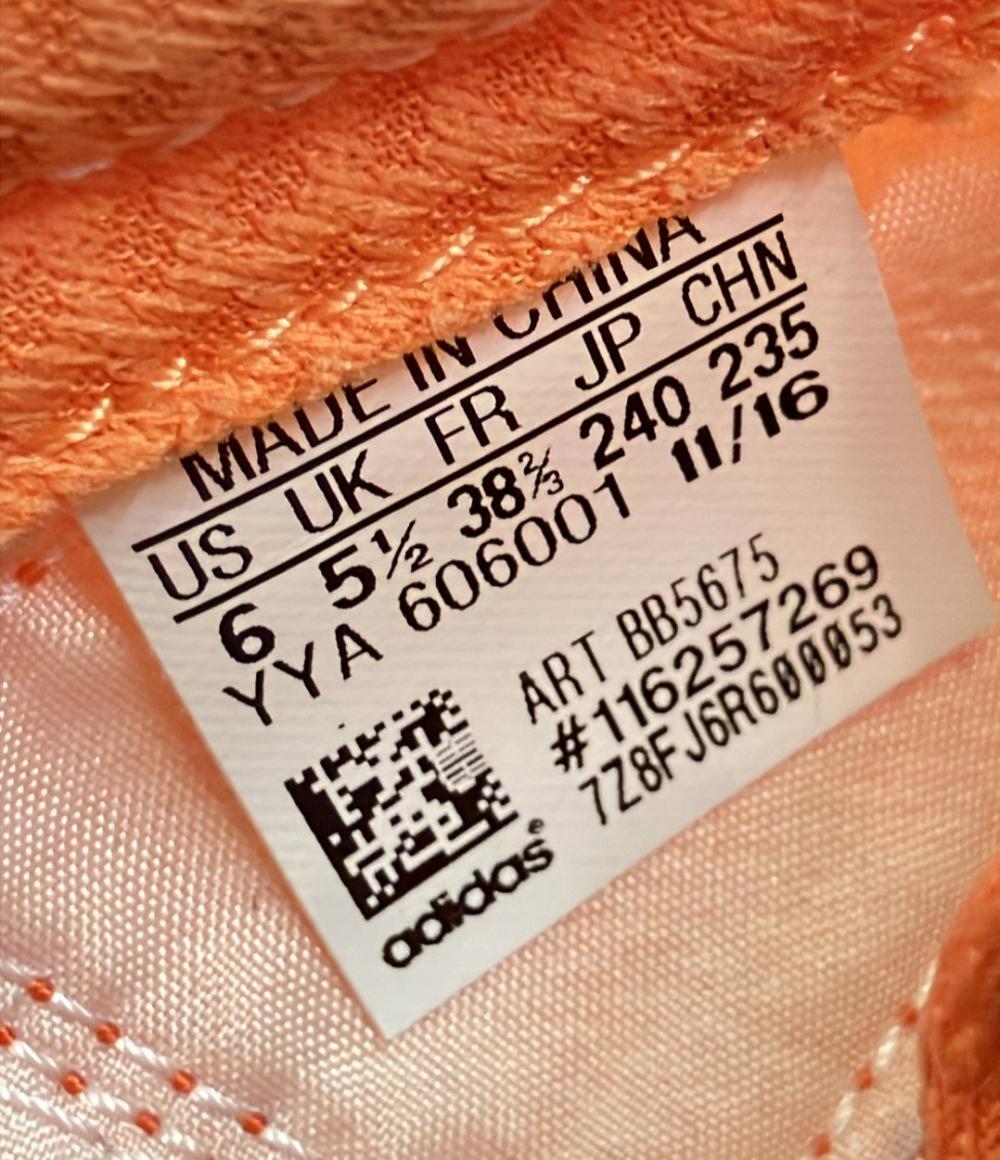 MADE IN CHINA
US UK FR JP CHN
6 5½ 38⅔ 240 235
YYA 606001 11/16
ART BB5675
#116257269
7Z8FJ6R600053
adidas